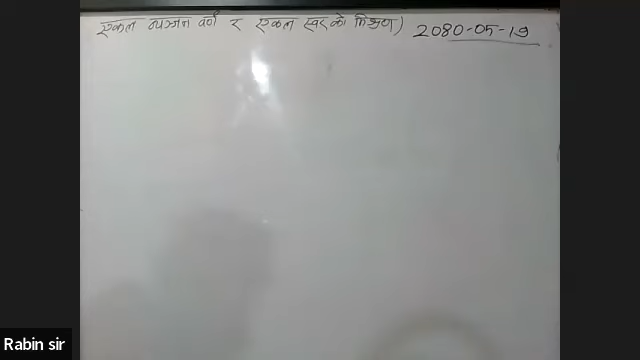 एकल व्यञ्जन वर्ण र एकल स्वरको मिश्रण) 2080-05-19
Rabin sir